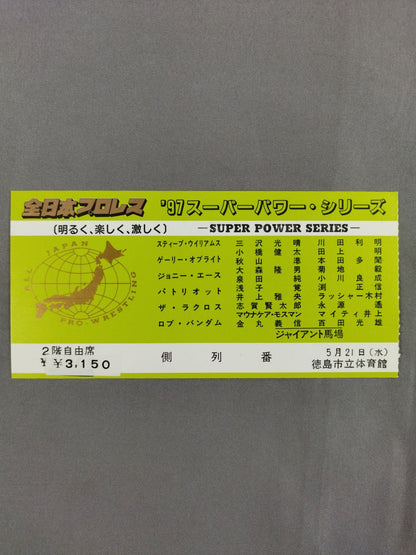 全日本プロレス '97スーパーパワー・シリーズ
(明るく、楽しく、激しく) —SUPER POWER SERIES—
ALL JAPAN PRO-WRESTLING
スティーブ・ウイリアムス 三沢光晴 川田利明
ゲーリー・オブライト 小橋健太 田上明
ジョニー・エース 秋山準 本田多聞
パトリオット 大森隆男 菊地毅
ザ・ラクロス 泉田純 小川良成
ロブ・バンダム 浅子覚 渕正信
井上雅央 ラッシャー木村
志賀賢太郎 永源遙
マウナケア・モスマン マイティ井上
金丸義信 百田光雄
ジャイアント馬場
2階自由席
¥3,150
側 列 番
5月21日(水)
徳島市立体育館